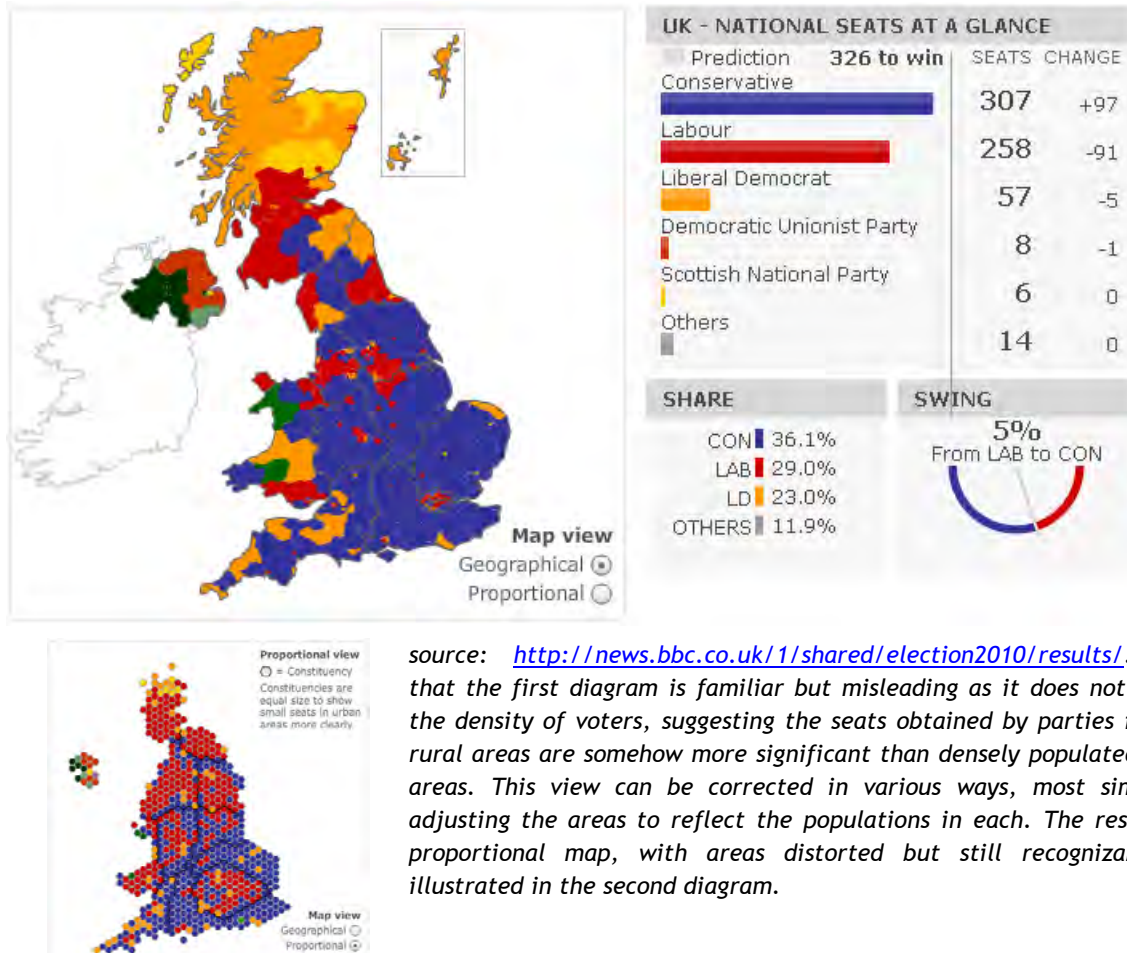 UK - NATIONAL SEATS AT A GLANCE
Prediction 326 to win SEATS CHANGE
Conservative
307 +97
Labour
258 -91
Liberal Democrat
57 -5
Democratic Unionist Party
8 -1
Scottish National Party
6 0
Others
14 0
SHARE
CON 36.1%
LAB 29.0%
LD 23.0%
OTHERS 11.9%
SWING
5%
From LAB to CON
Map view
Geographical
Proportional
Proportional view
= Constituency
Constituencies are
equal size to show
small seats in urban
areas more clearly.
Map view
Geographical
Proportional
source: http://news.bbc.co.uk/1/shared/election2010/results/
that the first diagram is familiar but misleading as it does not
the density of voters, suggesting the seats obtained by parties
rural areas are somehow more significant than densely populated
areas. This view can be corrected in various ways, most
adjusting the areas to reflect the populations in each. The
proportional map, with areas distorted but still
illustrated in the second diagram.